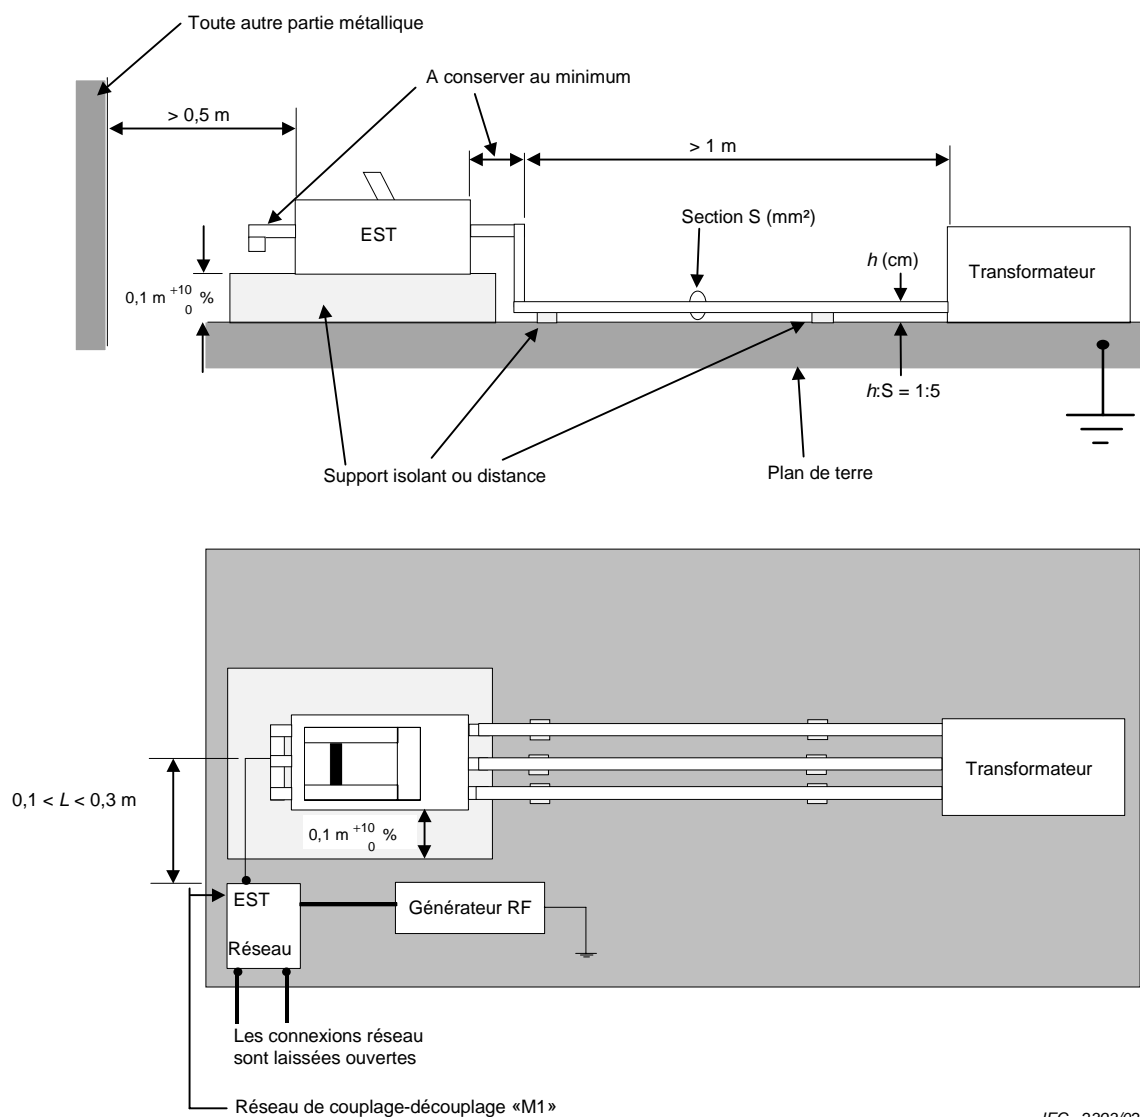 Toute autre partie métallique
A conserver au minimum
> 0,5 m
> 1 m
Section S (mm²)
EST
h (cm)
Transformateur
0,1 m +10 0 %
h:S = 1:5
Support isolant ou distance
Plan de terre
Transformateur
0,1 < L < 0,3 m
0,1 m +10 0 %
EST
Générateur RF
Réseau
Les connexions réseau
sont laissées ouvertes
Réseau de couplage-découplage «M1»